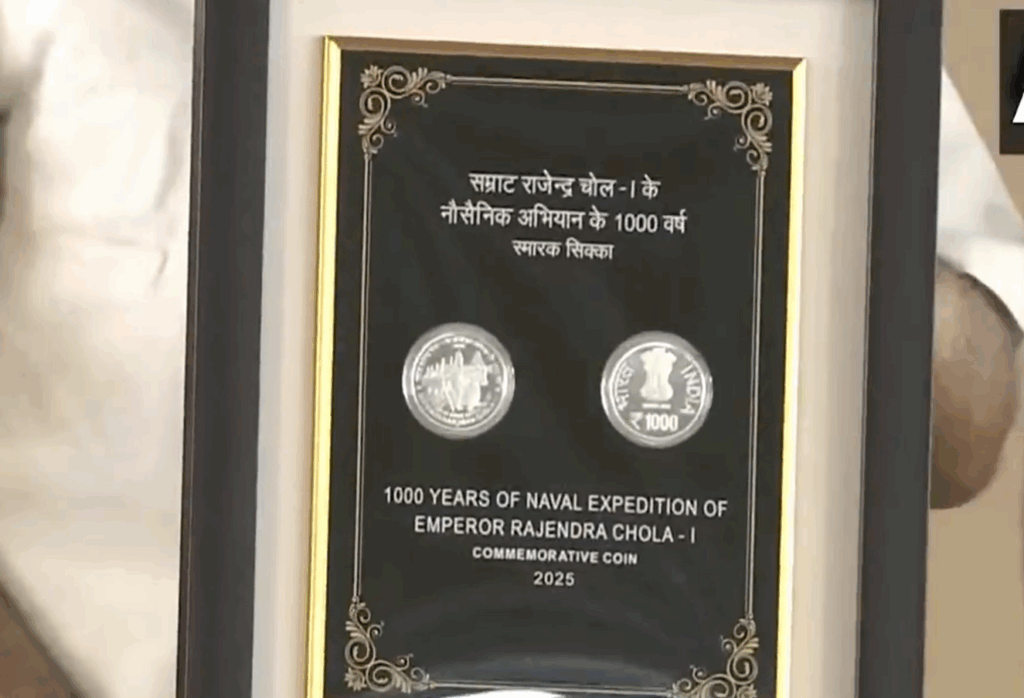 सम्राट राजेन्द्र चोल - I के
नौसैनिक अभियान के 1000 वर्ष
स्मारक सिक्का
भारत
INDIA
₹ 1000
1000 YEARS OF NAVAL EXPEDITION OF
EMPEROR RAJENDRA CHOLA - I
COMMEMORATIVE COIN
2025